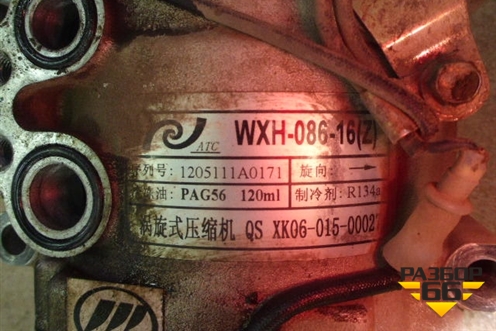 ATC WXH-086-16(Z)
列号: 1205111A0171 旋向:
油: PAG56 120ml 制冷剂: R134a
涡旋式压缩机 QS XK06-015-0002
РАЗБОР
66